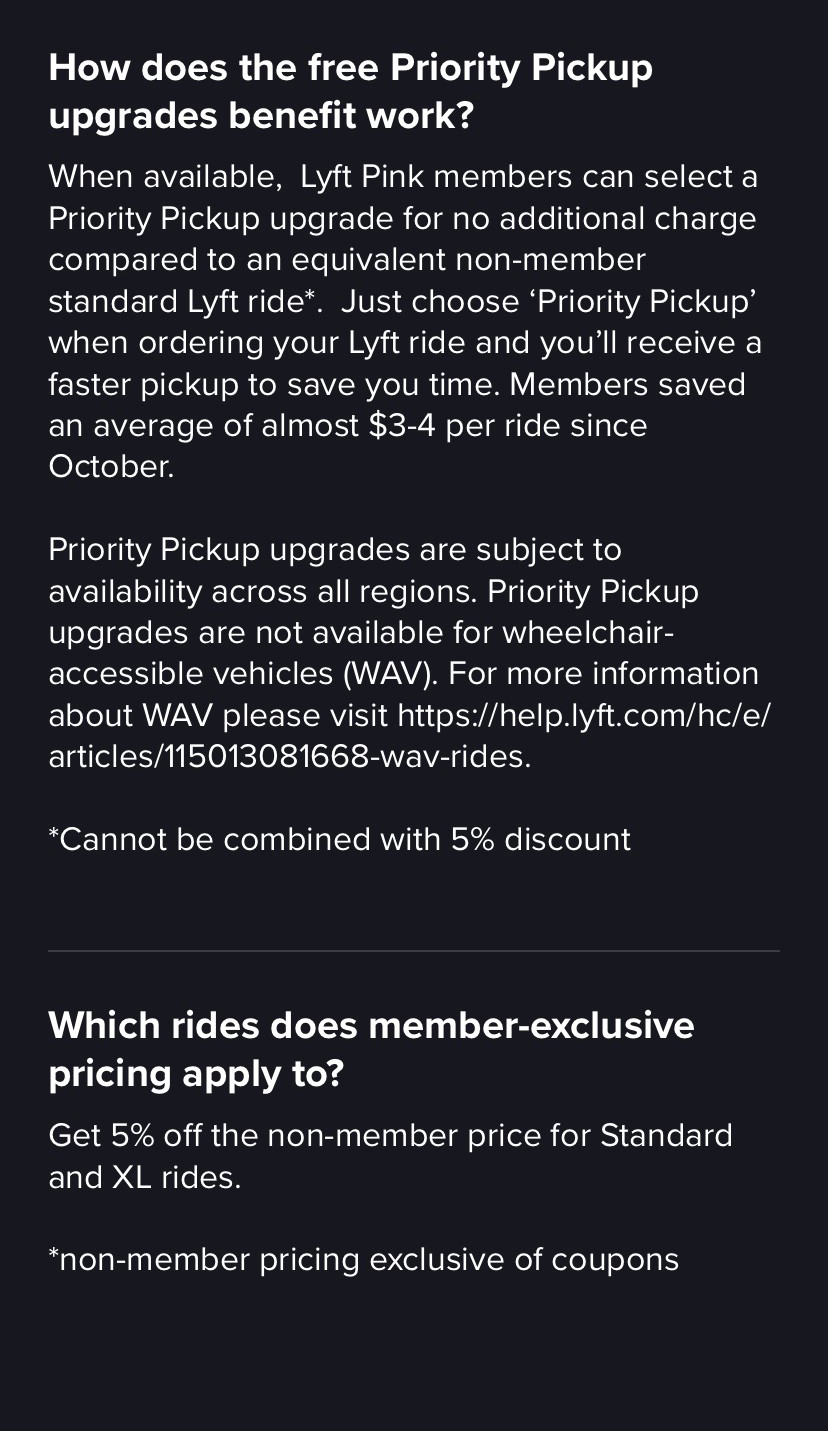 How does the free Priority Pickup
upgrades benefit work?
When available,  Lyft Pink members can select a
Priority Pickup upgrade for no additional charge
compared to an equivalent non-member
standard Lyft ride*.  Just choose ‘Priority Pickup’
when ordering your Lyft ride and you’ll receive a
faster pickup to save you time. Members saved
an average of almost $3-4 per ride since
October.
Priority Pickup upgrades are subject to
availability across all regions. Priority Pickup
upgrades are not available for wheelchair-
accessible vehicles (WAV). For more information
about WAV please visit https://help.lyft.com/hc/e/
articles/115013081668-wav-rides.
*Cannot be combined with 5% discount
Which rides does member-exclusive
pricing apply to?
Get 5% off the non-member price for Standard
and XL rides.
*non-member pricing exclusive of coupons